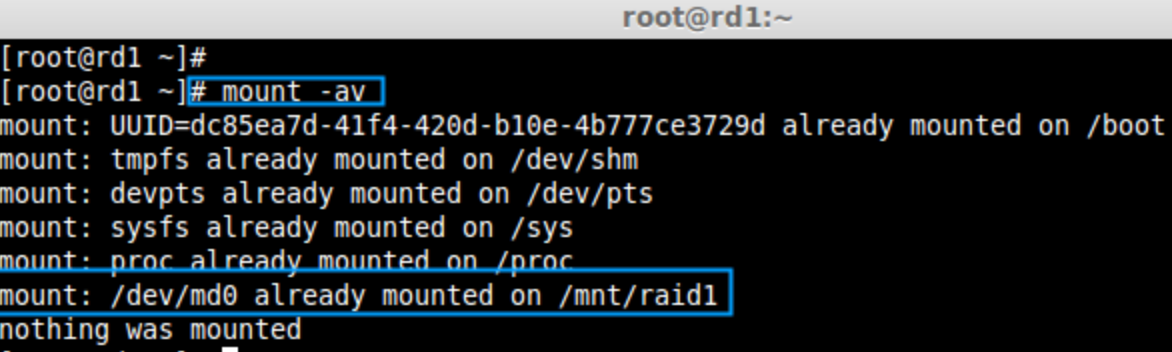 root@rd1:~
[root@rd1 ~]#
[root@rd1 ~]# mount -av
mount: UUID=dc85ea7d-41f4-420d-b10e-4b777ce3729d already mounted on /boot
mount: tmpfs already mounted on /dev/shm
mount: devpts already mounted on /dev/pts
mount: sysfs already mounted on /sys
mount: proc already mounted on /proc
mount: /dev/md0 already mounted on /mnt/raid1
nothing was mounted